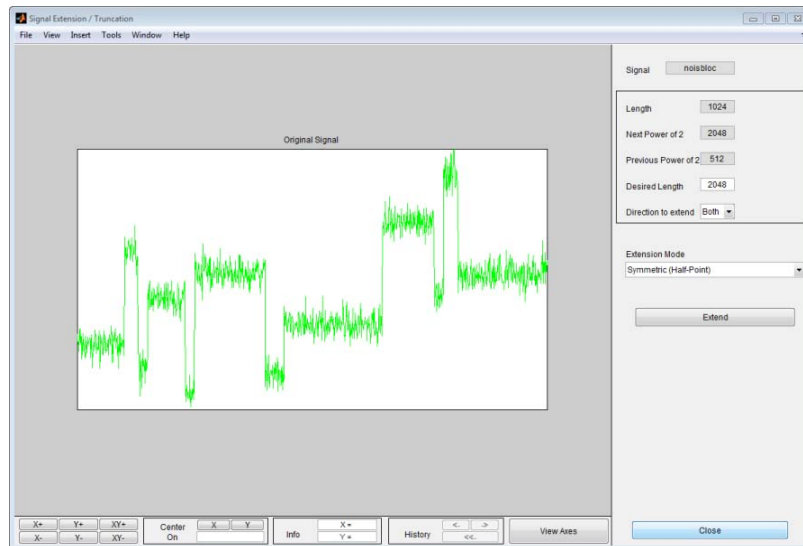 Signal Extension / Truncation
File View Insert Tools Window Help
Original Signal
Signal noisbloc
Length 1024
Next Power of 2 2048
Previous Power of 2 512
Desired Length 2048
Direction to extend Both
Extension Mode
Symmetric (Half-Point)
Extend
X+ Y+ XY+
X- Y- XY-
Center
On
X Y
Info
X =
Y =
History
<- ->
<<-
View Axes
Close